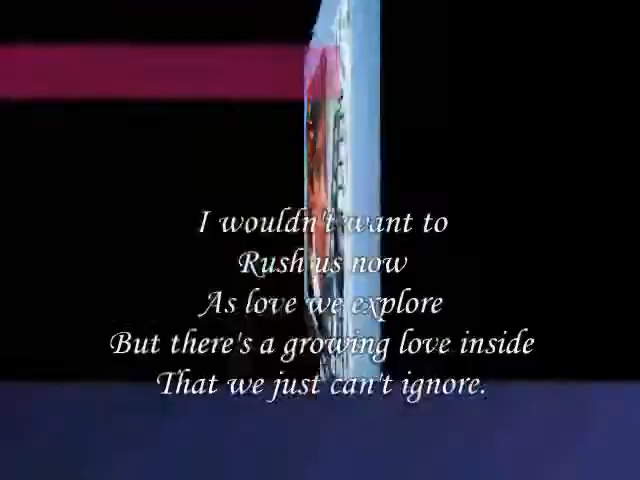 I wouldn't want to
Rush us now
As love we explore
But there's a growing love inside
That we just can't ignore.